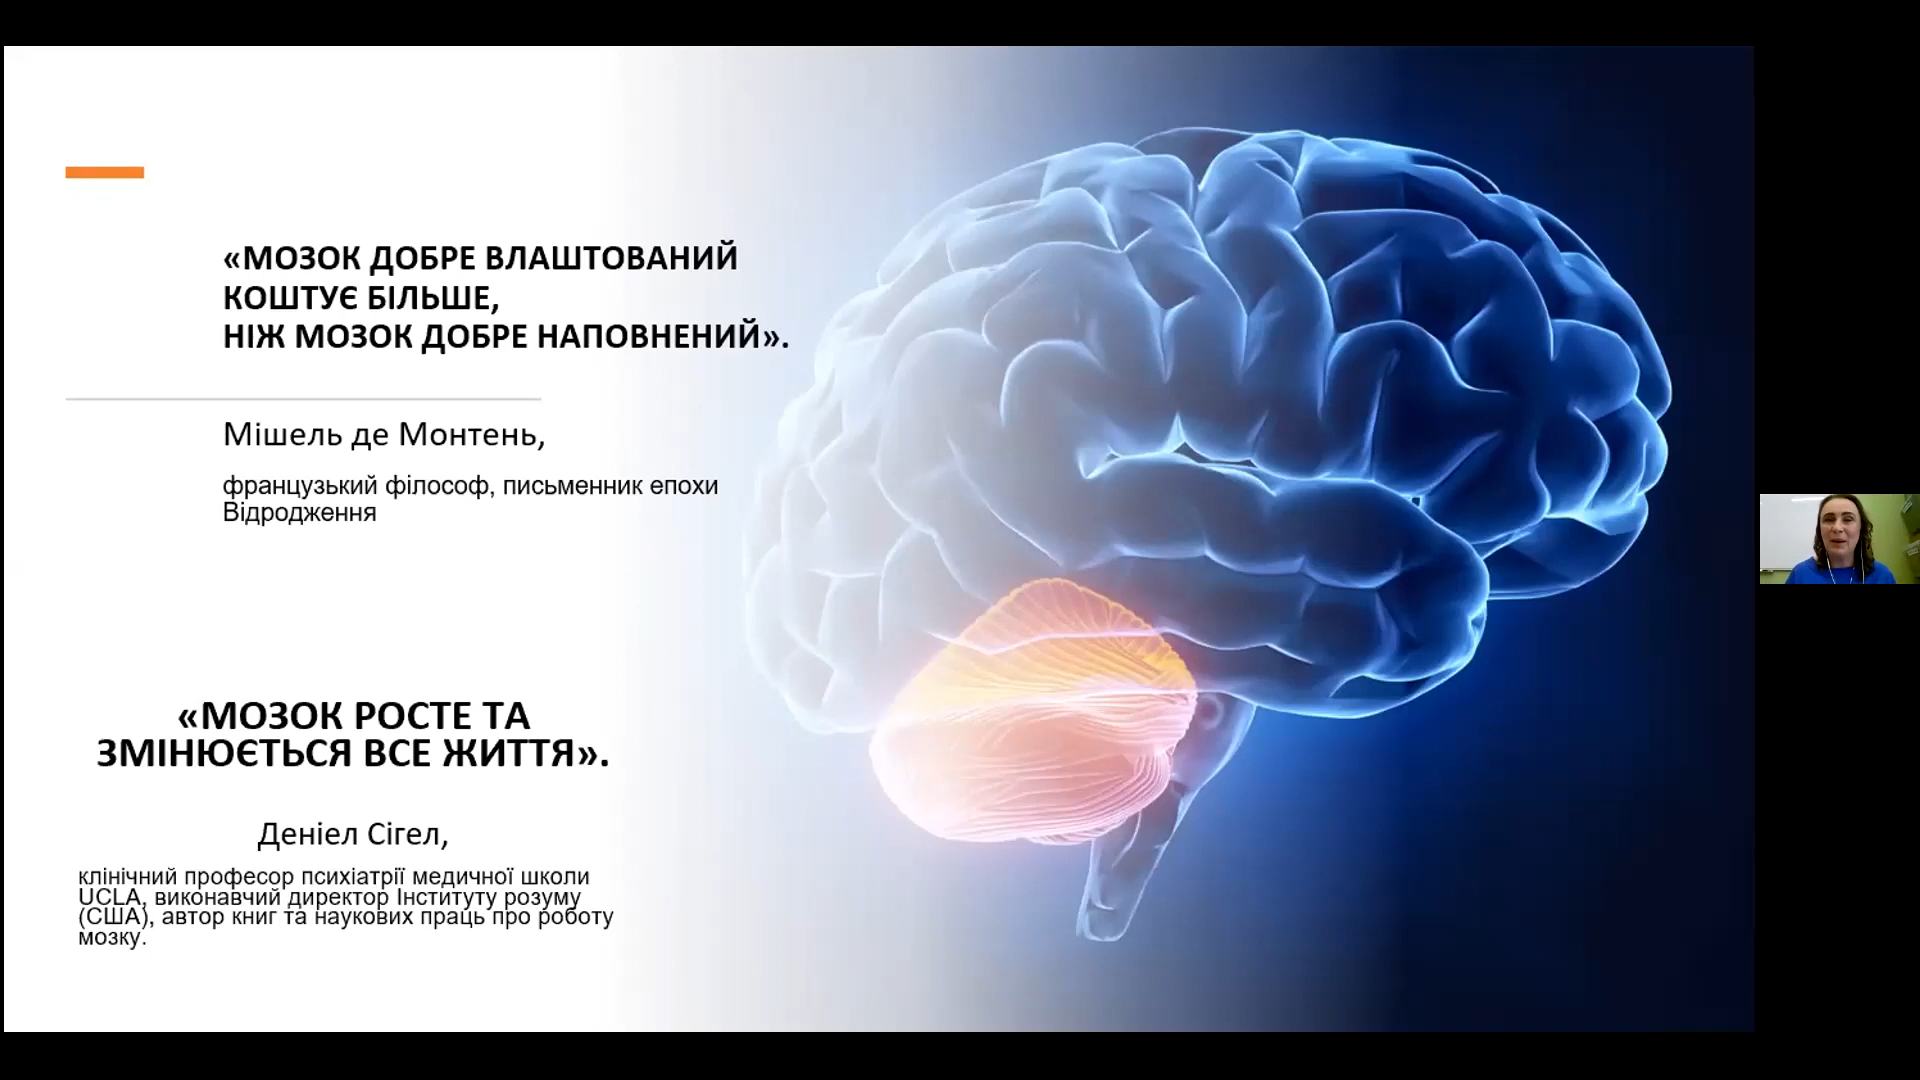 «МОЗОК ДОБРЕ ВЛАШТОВАНИЙ
КОШТУЄ БІЛЬШЕ,
НІЖ МОЗОК ДОБРЕ НАПОВНЕНИЙ».
Мішель де Монтень,
французький філософ, письменник епохи
Відродження
«МОЗОК РОСТЕ ТА
ЗМІНЮЄТЬСЯ ВСЕ ЖИТТЯ».
Деніел Сігел,
клінічний професор психіатрії медичної школи
UCLA, виконавчий директор Інституту розуму
(США), автор книг та наукових праць про роботу
мозку.